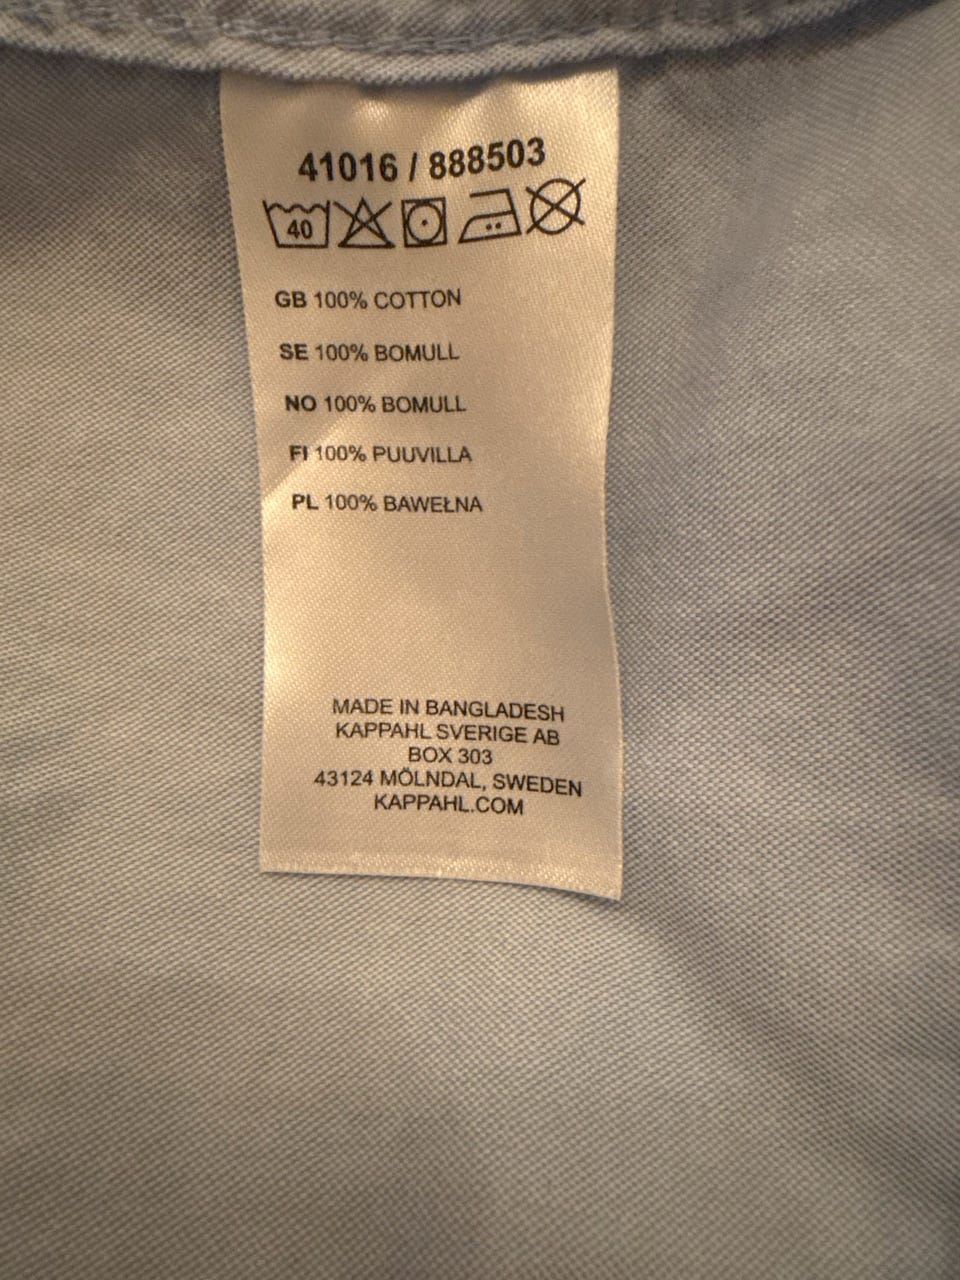 41016 / 888503
40
GB 100% COTTON
SE 100% BOMULL
NO 100% BOMULL
FI 100% PUUVILLA
PL 100% BAWEŁNA
MADE IN BANGLADESH
KAPPAHL SVERIGE AB
BOX 303
43124 MÖLNDAL, SWEDEN
KAPPAHL.COM